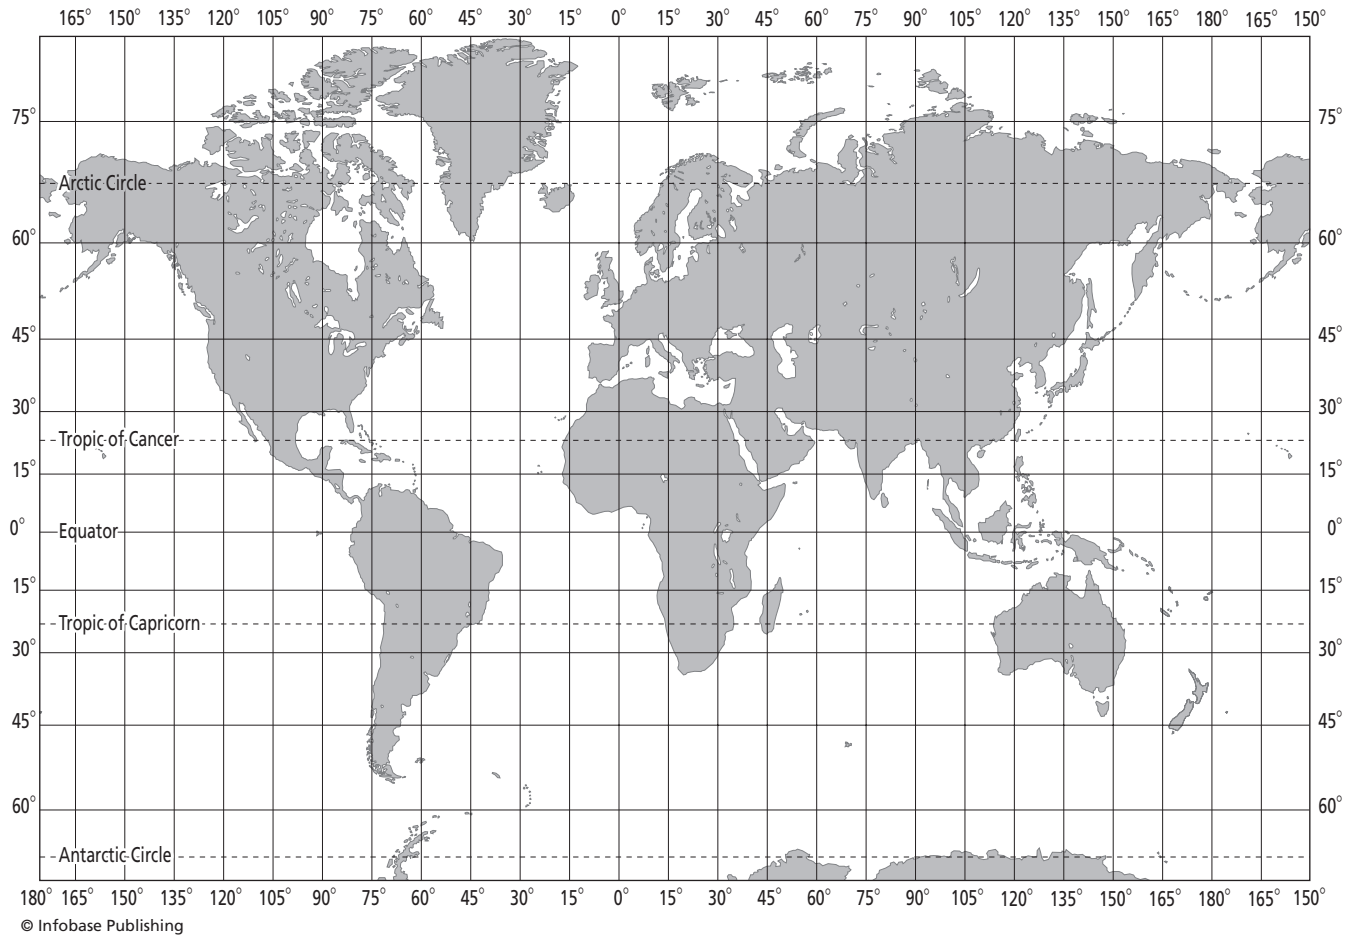 165° 150° 135° 120° 105° 90° 75° 60° 45° 30° 15° 0° 15° 30° 45° 60° 75° 90° 105° 120° 135° 150° 165° 180° 165° 150°
75° 75°
Arctic Circle
60° 60°
45° 45°
30° 30°
Tropic of Cancer
15° 15°
0° Equator 0°
15° 15°
Tropic of Capricorn
30° 30°
45° 45°
60° 60°
Antarctic Circle
180° 165° 150° 135° 120° 105° 90° 75° 60° 45° 30° 15° 0° 15° 30° 45° 60° 75° 90° 105° 120° 135° 150° 165° 180° 165° 150°
© Infobase Publishing